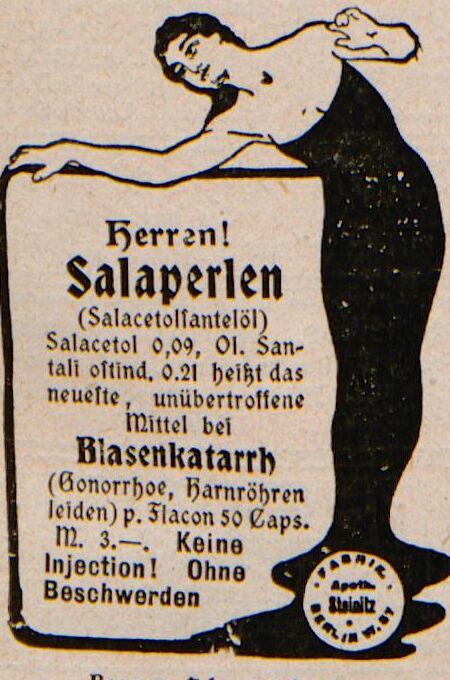 Herren!
Salaperlen
(Salacetolſantelöl)
Salacetol 0,09, Ol. San-
tali oſtind. 0.21 heißt das
neueſte, unübertroffene
Mittel bei
Blasenkatarrh
(Gonorrhoe, Harnröhren
leiden) p. Flacon 50 Caps.
M. 3.—. Keine
Injection! Ohne
Beschwerden
FABRIK.
Apoth.
Steinitz
BERLIN W. 57